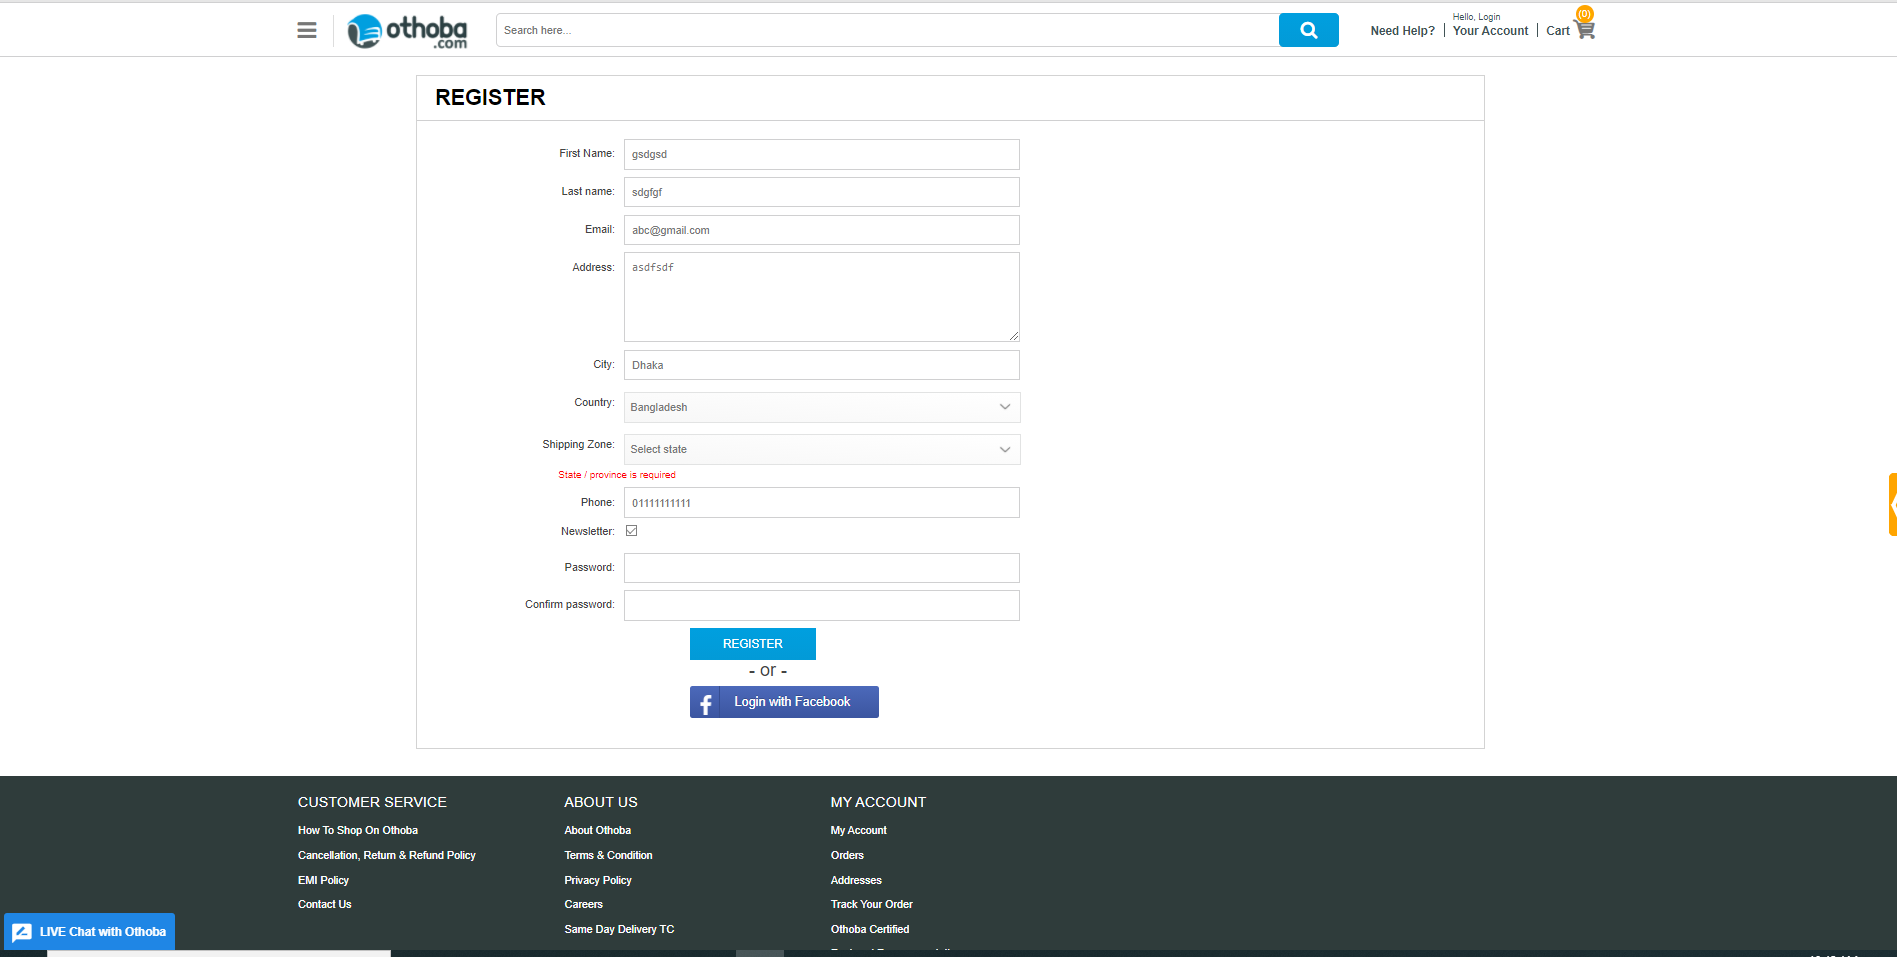 othoba
.com
Search here...
Need Help?
Hello, Login
Your Account
Cart
(0)
REGISTER
First Name: gsdgsd
Last name: sdgfgf
Email: abc@gmail.com
Address: asdfsdf
City: Dhaka
Country: Bangladesh
Shipping Zone: Select state
State / province is required
Phone: 01111111111
Newsletter:
Password:
Confirm password:
REGISTER
- or -
f Login with Facebook
CUSTOMER SERVICE
How To Shop On Othoba
Cancellation, Return & Refund Policy
EMI Policy
Contact Us
ABOUT US
About Othoba
Terms & Condition
Privacy Policy
Careers
Same Day Delivery TC
MY ACCOUNT
My Account
Orders
Addresses
Track Your Order
Othoba Certified
LIVE Chat with Othoba